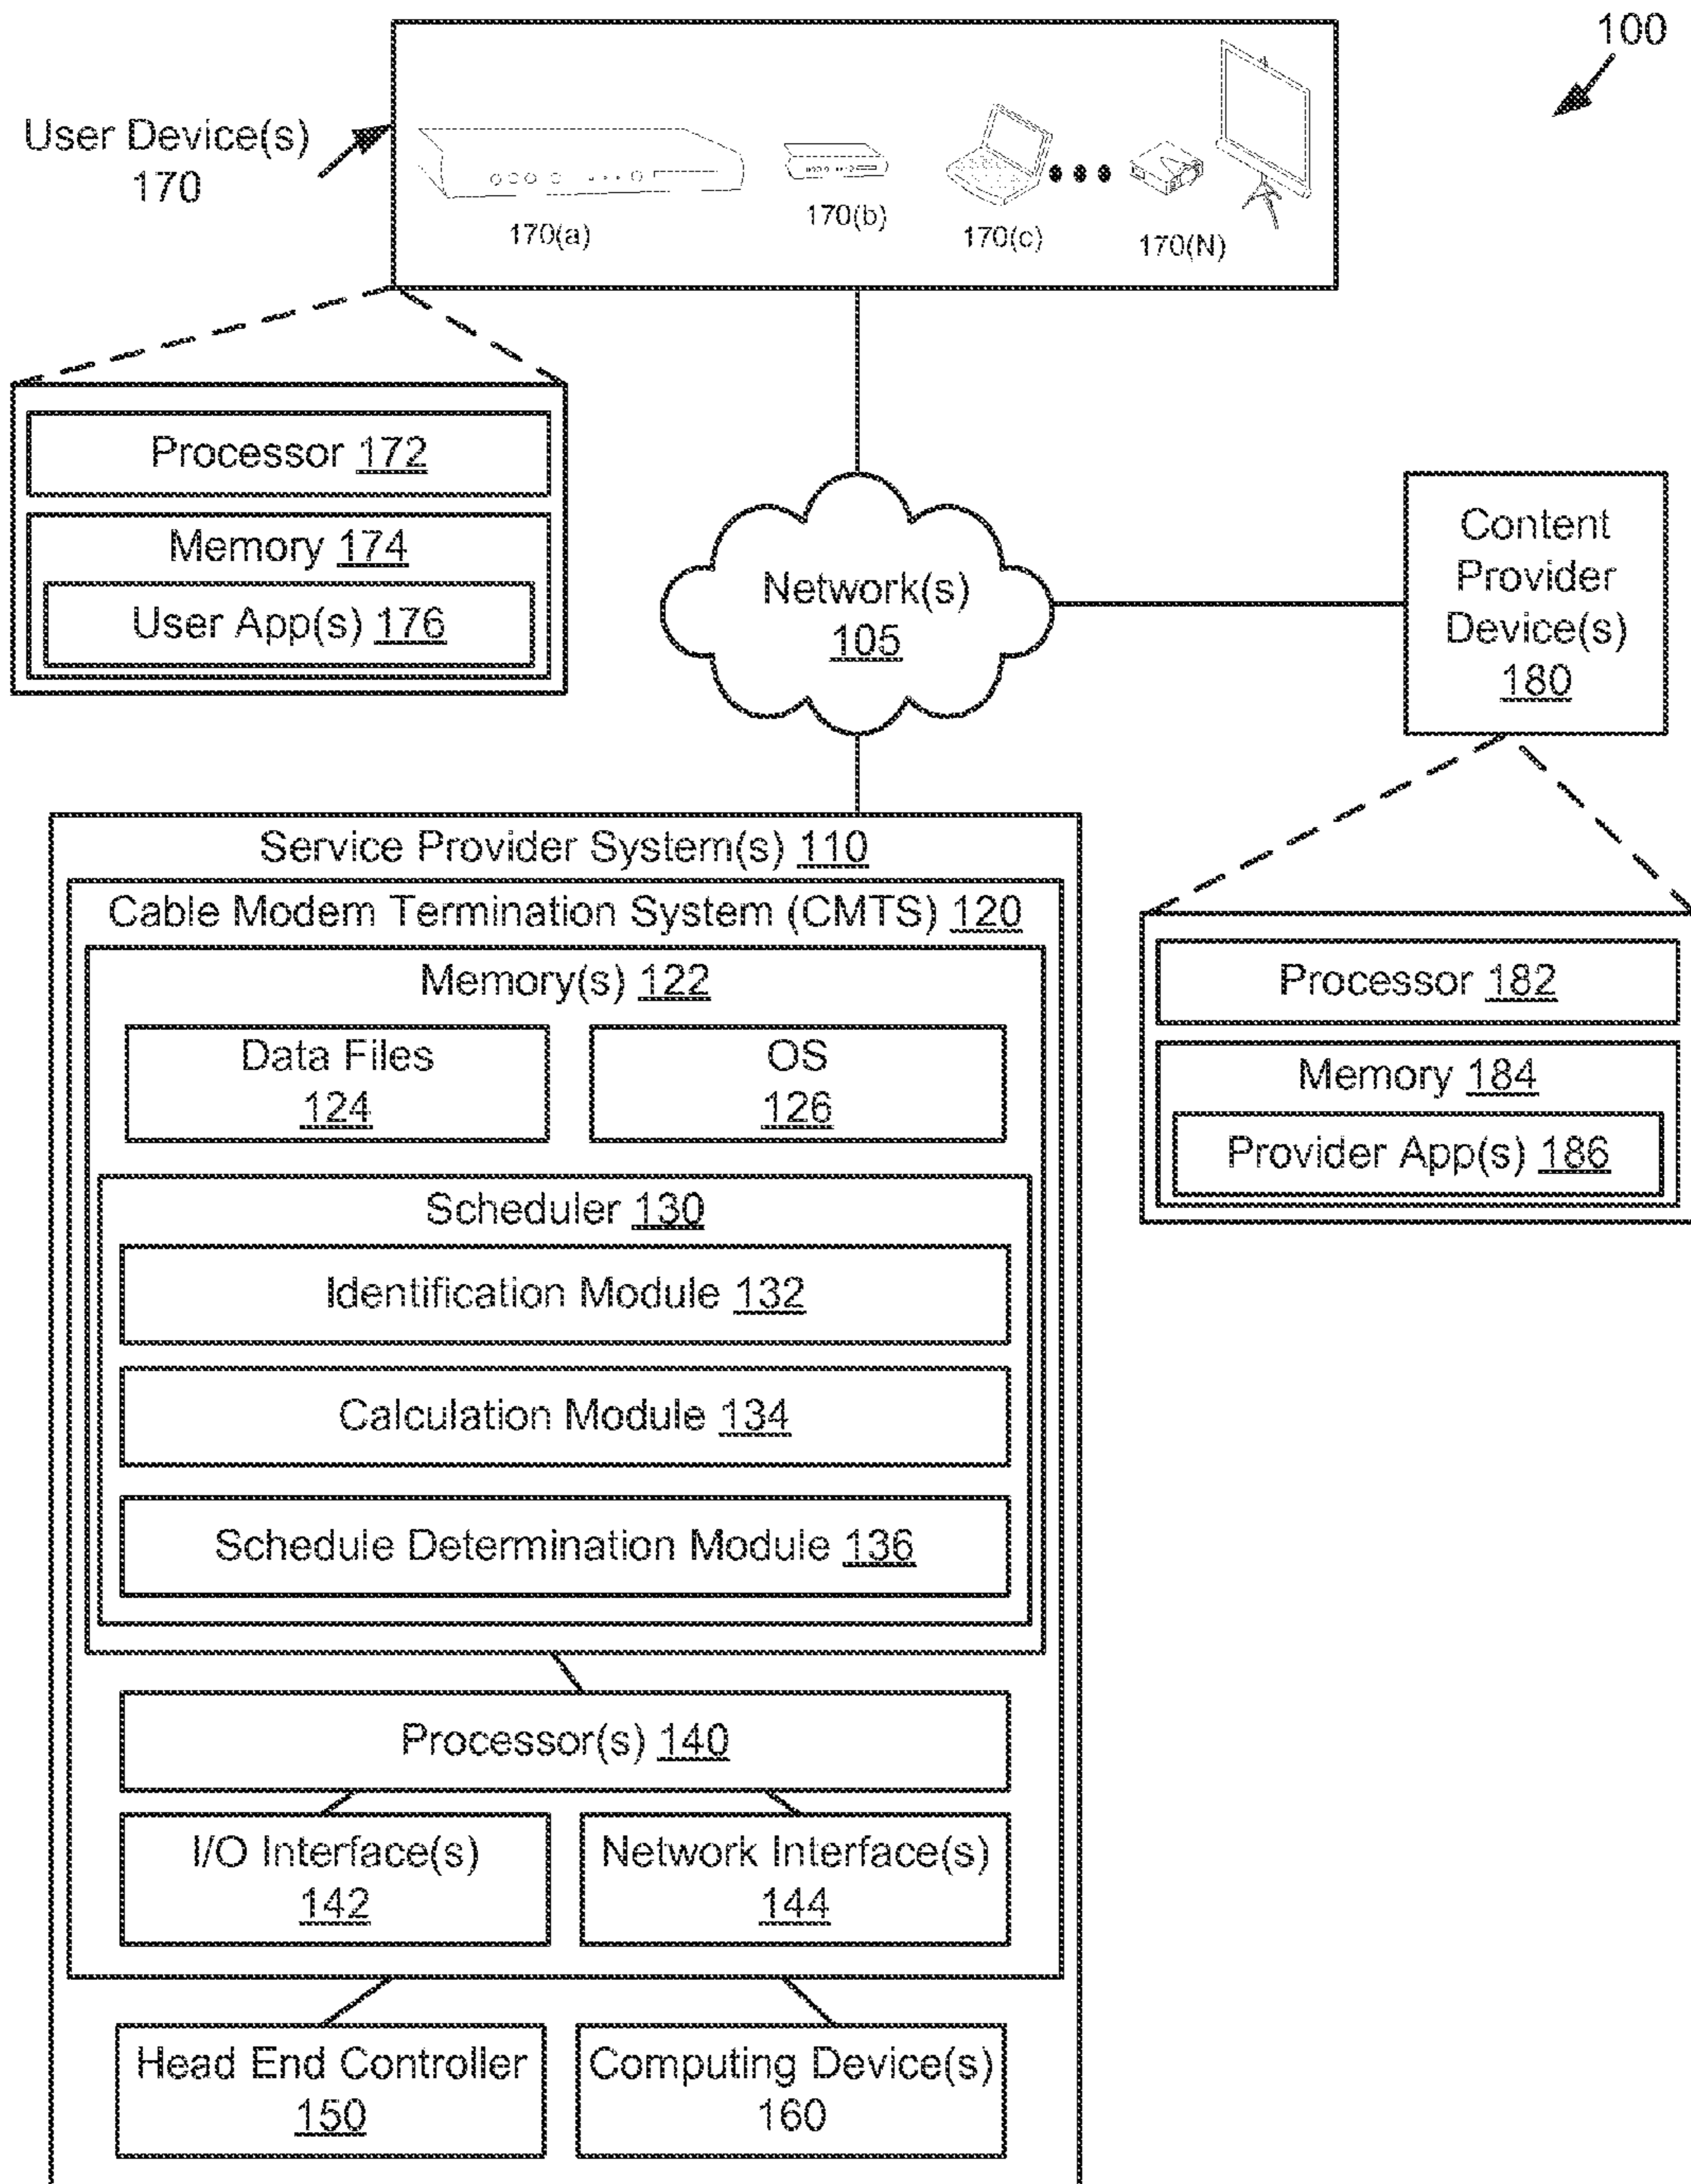 100
User Device(s)
170
170(a)
170(b)
170(c)
170(N)
Processor 172
Memory 174
User App(s) 176
Network(s)
105
Content
Provider
Device(s)
180
Service Provider System(s) 110
Cable Modem Termination System (CMTS) 120
Memory(s) 122
Data Files
124
OS
126
Scheduler 130
Identification Module 132
Calculation Module 134
Schedule Determination Module 136
Processor(s) 140
I/O Interface(s)
142
Network Interface(s)
144
Head End Controller
150
Computing Device(s)
160
Processor 182
Memory 184
Provider App(s) 186